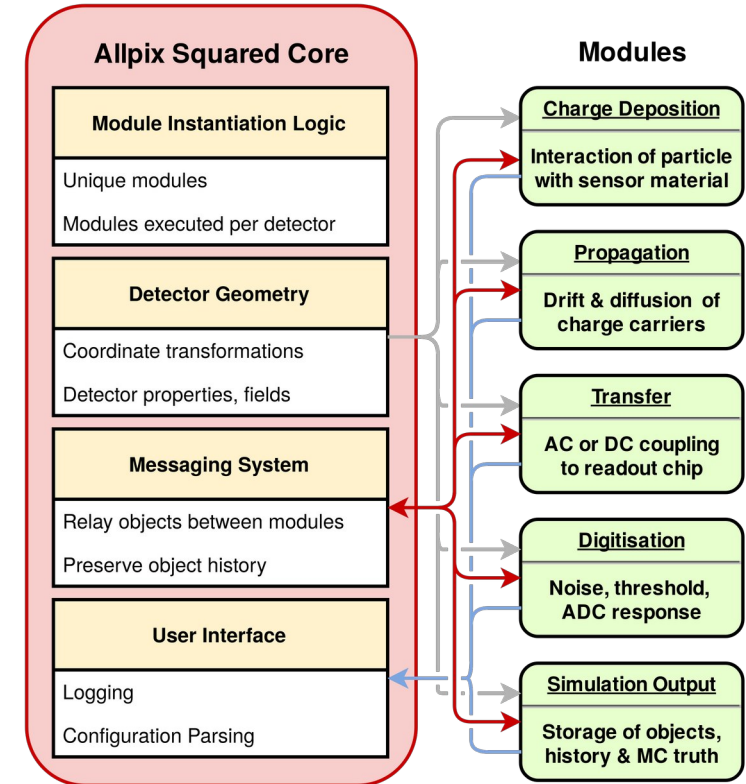 Allpix Squared Core
Module Instantiation Logic
Unique modules
Modules executed per detector
Detector Geometry
Coordinate transformations
Detector properties, fields
Messaging System
Relay objects between modules
Preserve object history
User Interface
Logging
Configuration Parsing
Modules
Charge Deposition
Interaction of particle
with sensor material
Propagation
Drift & diffusion of
charge carriers
Transfer
AC or DC coupling
to readout chip
Digitisation
Noise, threshold,
ADC response
Simulation Output
Storage of objects,
history & MC truth